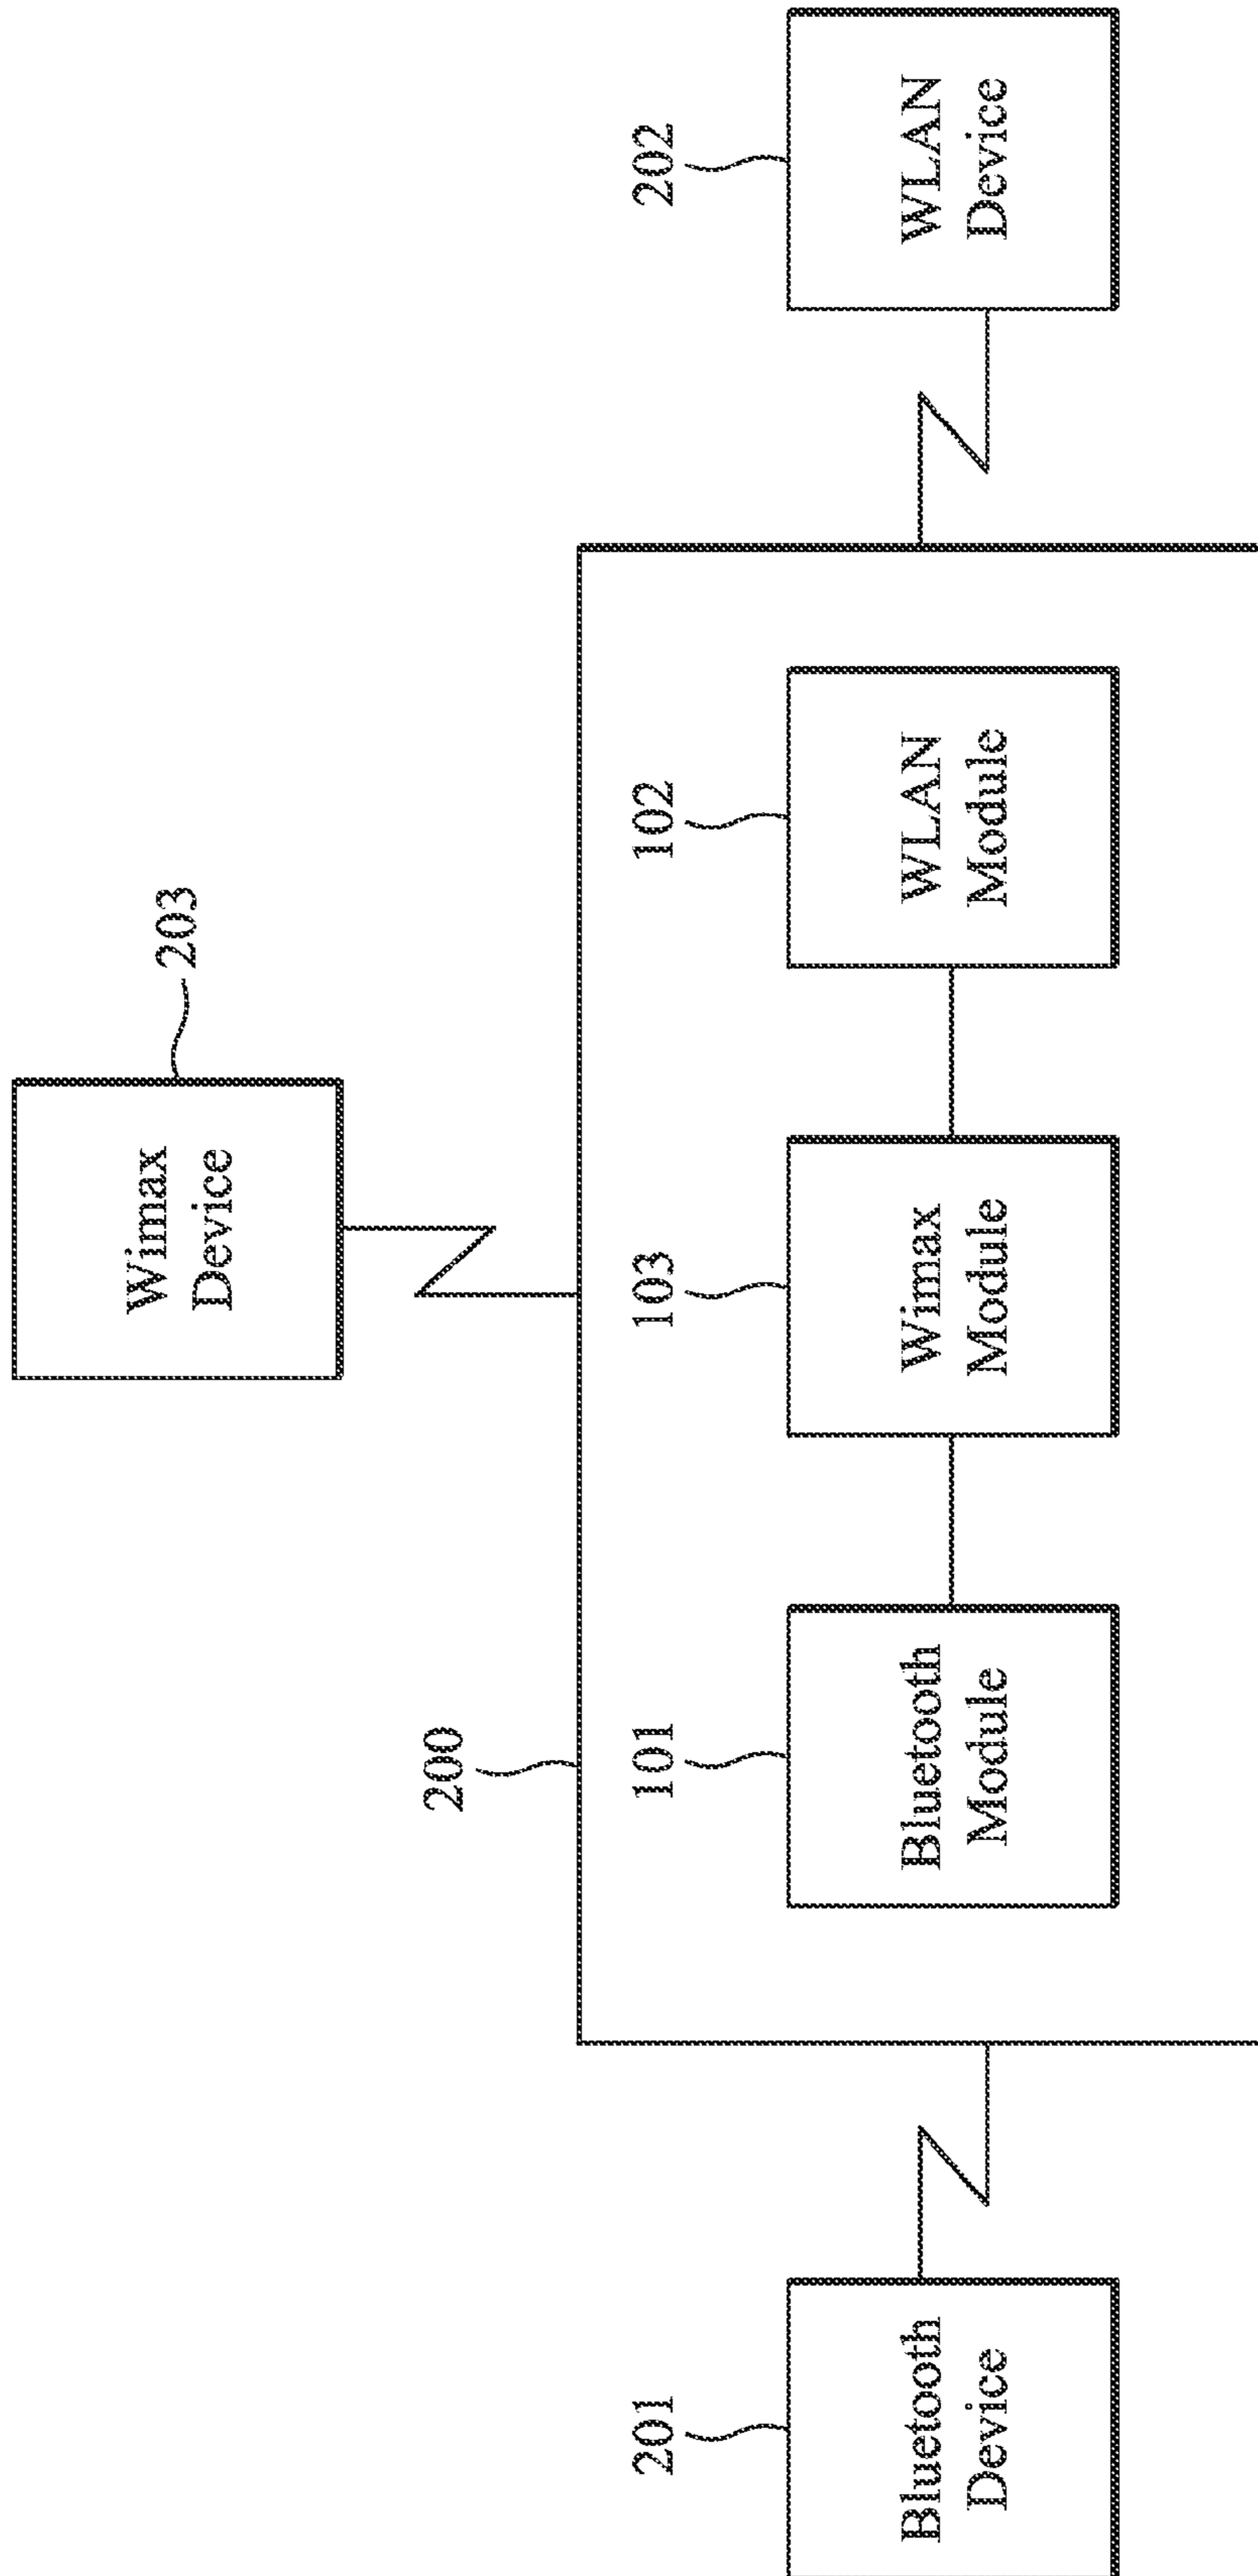 203
Wimax
Device
200
201
Bluetooth
Device
101
Bluetooth
Module
103
Wimax
Module
102
WLAN
Module
202
WLAN
Device